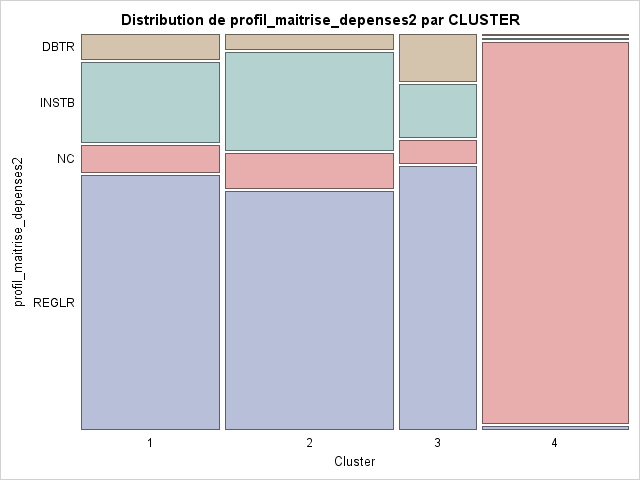 Distribution de profil_maitrise_depenses2 par CLUSTER
DBTR
INSTB
NC
REGLR
profil_maitrise_depenses2
1 2 3 4
Cluster